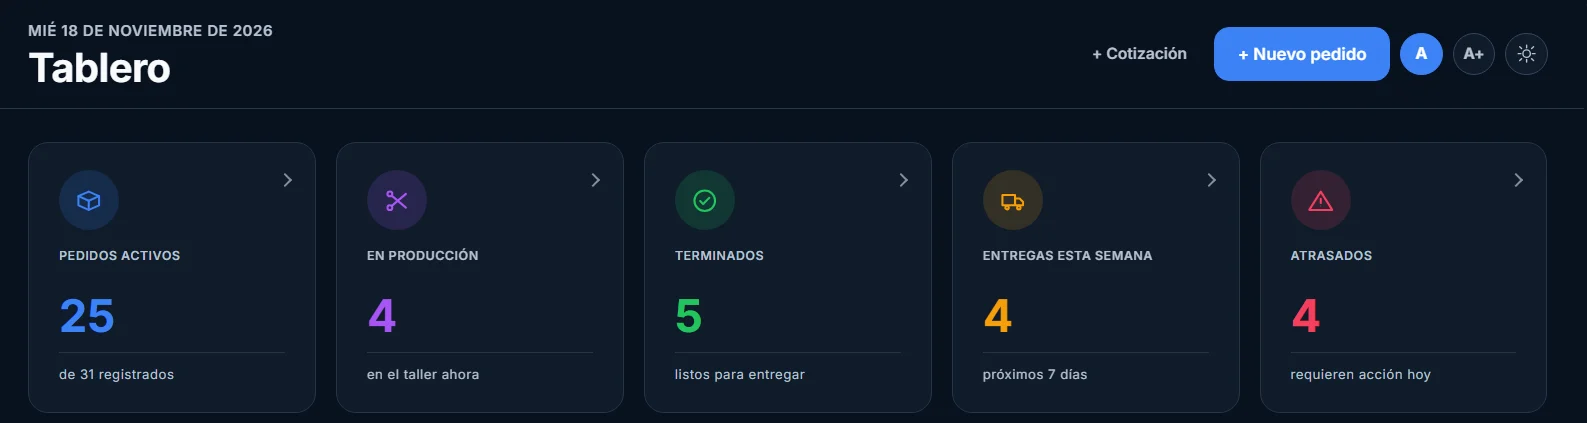 MIÉ 18 DE NOVIEMBRE DE 2026
Tablero
+ Cotización
+ Nuevo pedido
A
A+
PEDIDOS ACTIVOS
25
de 31 registrados
EN PRODUCCIÓN
4
en el taller ahora
TERMINADOS
5
listos para entregar
ENTREGAS ESTA SEMANA
4
próximos 7 días
ATRASADOS
4
requieren acción hoy